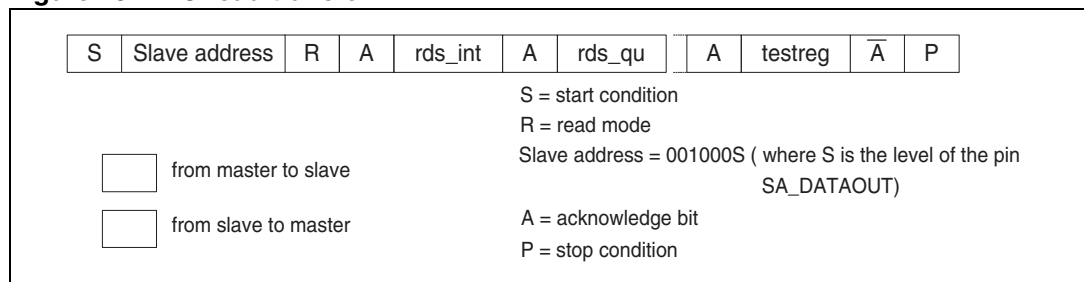 S Slave address R A rds_int A rds_qu A testreg A̅ P
S = start condition
R = read mode
Slave address = 001000S ( where S is the level of the pin
SA_DATAOUT)
from master to slave
from slave to master
A = acknowledge bit
P = stop condition